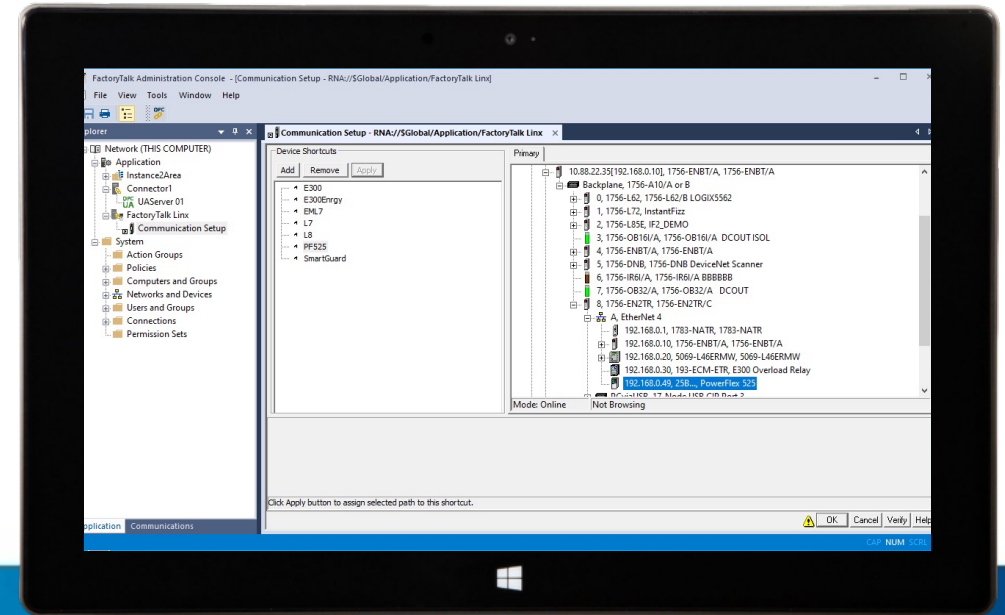 FactoryTalk Administration Console - [Communication Setup - RNA://$Global/Application/FactoryTalk Linx]
File View Tools Window Help
plorer
Network (THIS COMPUTER)
Application
Instance2Area
Connector1
UAServer 01
FactoryTalk Linx
Communication Setup
System
Action Groups
Policies
Computers and Groups
Networks and Devices
Users and Groups
Connections
Permission Sets
pplication Communications
Communication Setup - RNA://$Global/Application/FactoryTalk Linx
Device Shortcuts
Add Remove Apply
E300
E300Enrgy
EML7
L7
L8
PF525
SmartGuard
Primary
10.88.22.35[192.168.0.10], 1756-ENBT/A, 1756-ENBT/A
Backplane, 1756-A10/A or B
0, 1756-L62, 1756-L62/B LOGIX5562
1, 1756-L72, InstantFizz
2, 1756-L85E, IF2_DEMO
3, 1756-OB16I/A, 1756-OB16I/A DCOUT ISOL
4, 1756-ENBT/A, 1756-ENBT/A
5, 1756-DNB, 1756-DNB DeviceNet Scanner
6, 1756-IR6I/A, 1756-IR6I/A BBBBBB
7, 1756-OB32/A, 1756-OB32/A DCOUT
8, 1756-EN2TR, 1756-EN2TR/C
A, EtherNet 4
192.168.0.1, 1783-NATR, 1783-NATR
192.168.0.10, 1756-ENBT/A, 1756-ENBT/A
192.168.0.20, 5069-L46ERMW, 5069-L46ERMW
192.168.0.30, 193-ECM-ETR, E300 Overload Relay
192.168.0.49, 25B..., PowerFlex 525
Mode: Online Not Browsing
Click Apply button to assign selected path to this shortcut.
OK Cancel Verify Help
CAP NUM SCRL